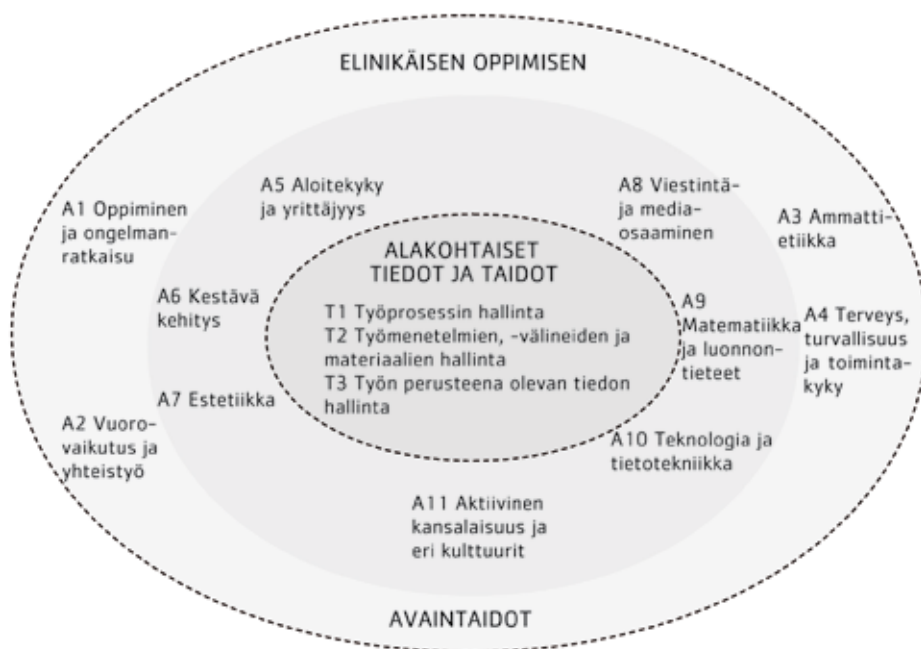 ELINIKÄISEN OPPIMISEN
A5 Aloitekyky
ja yrittäjyys
A8 Viestintä-
ja media-
osaaminen
A1 Oppiminen
ja ongelman-
ratkaisu
A3 Ammatti-
etiikka
ALAKOHTAISET
TIEDOT JA TAIDOT
T1 Työprosessin hallinta
T2 Työmenetelmien, -välineiden ja
materiaalien hallinta
T3 Työn perusteena olevan tiedon
hallinta
A6 Kestävä
kehitys
A9
Matematiikka
ja luonnon-
tieteet
A4 Terveys,
turvallisuus
ja toiminta-
kyky
A7 Estetiikka
A2 Vuoro-
vaikutus ja
yhteistyö
A10 Teknologia ja
tietotekniikka
A11 Aktiivinen
kansalaisuus ja
eri kulttuurit
AVAINTAIDOT